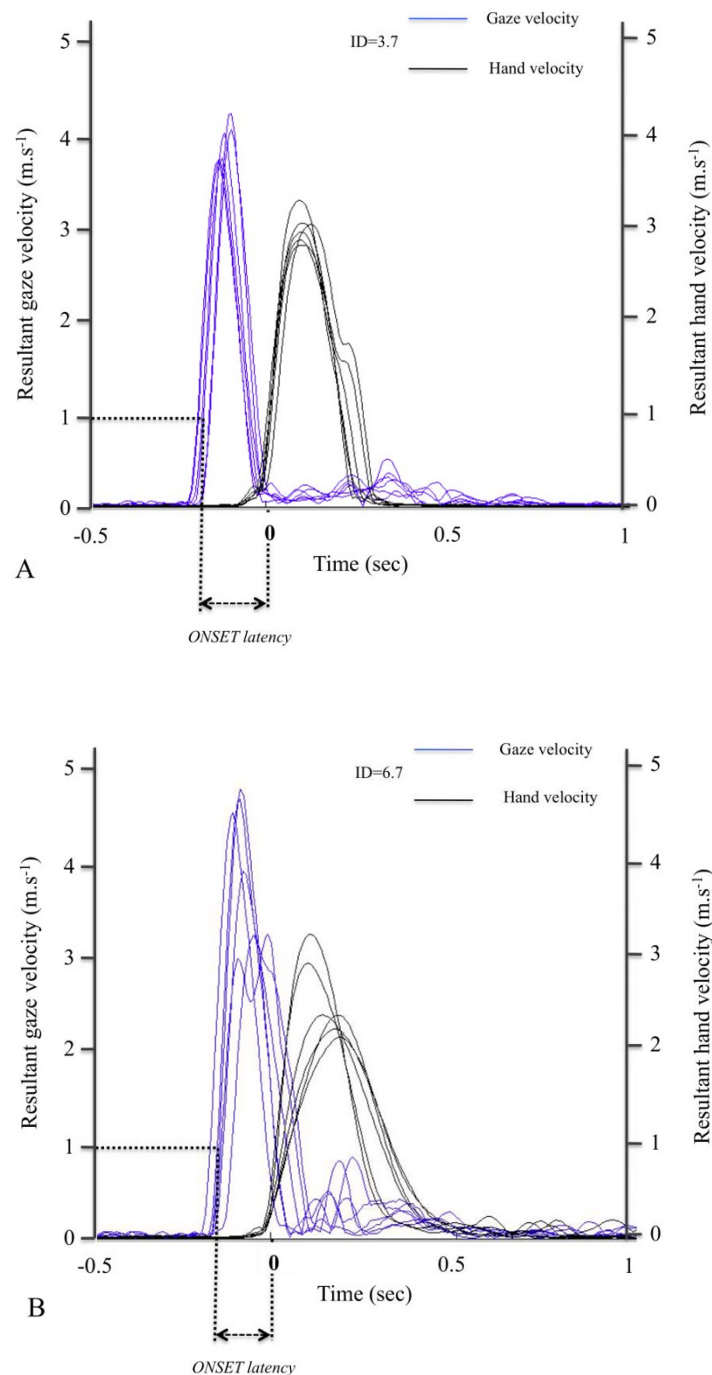 Gaze velocity
ID=3.7
Hand velocity
Resultant gaze velocity (m.s⁻¹)
5
4
3
2
1
0
Resultant hand velocity (m.s⁻¹)
5
4
3
2
1
0
-0.5
0
0.5
1
Time (sec)
A
ONSET latency
Gaze velocity
ID=6.7
Hand velocity
Resultant gaze velocity (m.s⁻¹)
5
4
3
2
1
0
Resultant hand velocity (m.s⁻¹)
5
4
3
2
1
0
-0.5
0
0.5
1
Time (sec)
B
ONSET latency